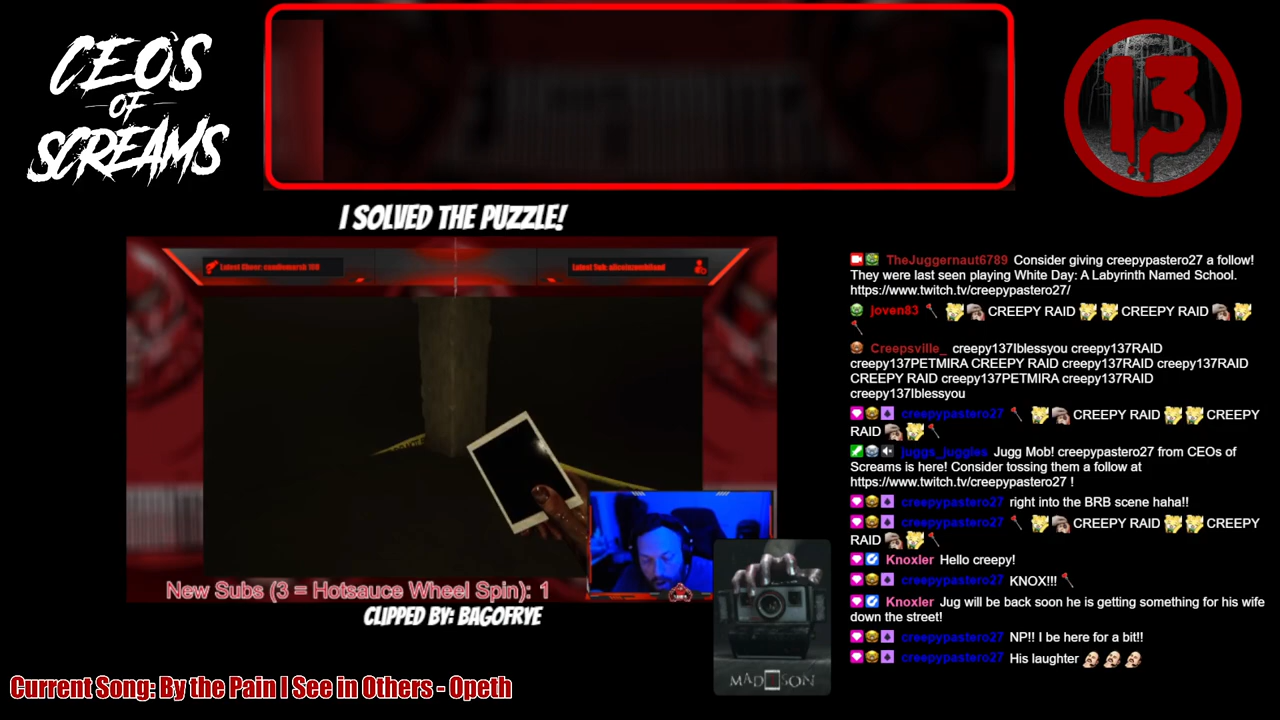 CEO'S
OF
SCREAMS
13
I SOLVED THE PUZZLE!
New Subs (3 = Hotsauce Wheel Spin): 1
CLIPPED BY: BAGOFRYE
MADISON
Current Song: By the Pain I See in Others - Opeth
TheJuggernaut6789 Consider giving creepypastero27 a follow!
They were last seen playing White Day: A Labyrinth Named School.
https://www.twitch.tv/creepypastero27/
joven83 CREEPY RAID CREEPY RAID
Creepsville_ creepy137Iblessyou creepy137RAID
creepy137PETMIRA CREEPY RAID creepy137RAID creepy137RAID
CREEPY RAID creepy137PETMIRA creepy137RAID
creepy137Iblessyou
creepypastero27 CREEPY RAID CREEPY
RAID
juggs_juggles Jugg Mob! creepypastero27 from CEOs of
Screams is here! Consider tossing them a follow at
https://www.twitch.tv/creepypastero27 !
creepypastero27 right into the BRB scene haha!!
creepypastero27 CREEPY RAID CREEPY
RAID
Knoxler Hello creepy!
creepypastero27 KNOX!!!
Knoxler Jug will be back soon he is getting something for his wife
down the street!
creepypastero27 NP!! I be here for a bit!!
creepypastero27 His laughter